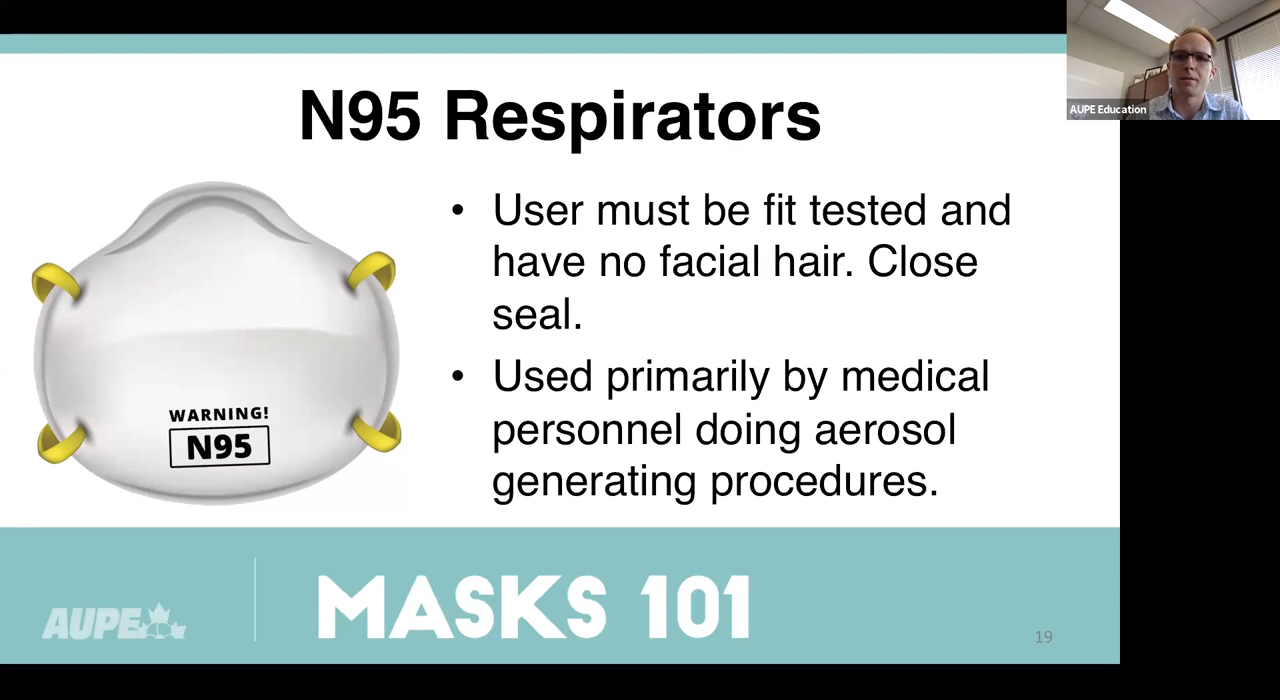 AUPE Education
N95 Respirators
• User must be fit tested and
have no facial hair. Close
seal.
• Used primarily by medical
personnel doing aerosol
generating procedures.
WARNING!
N95
AUPE
MASKS 101
19